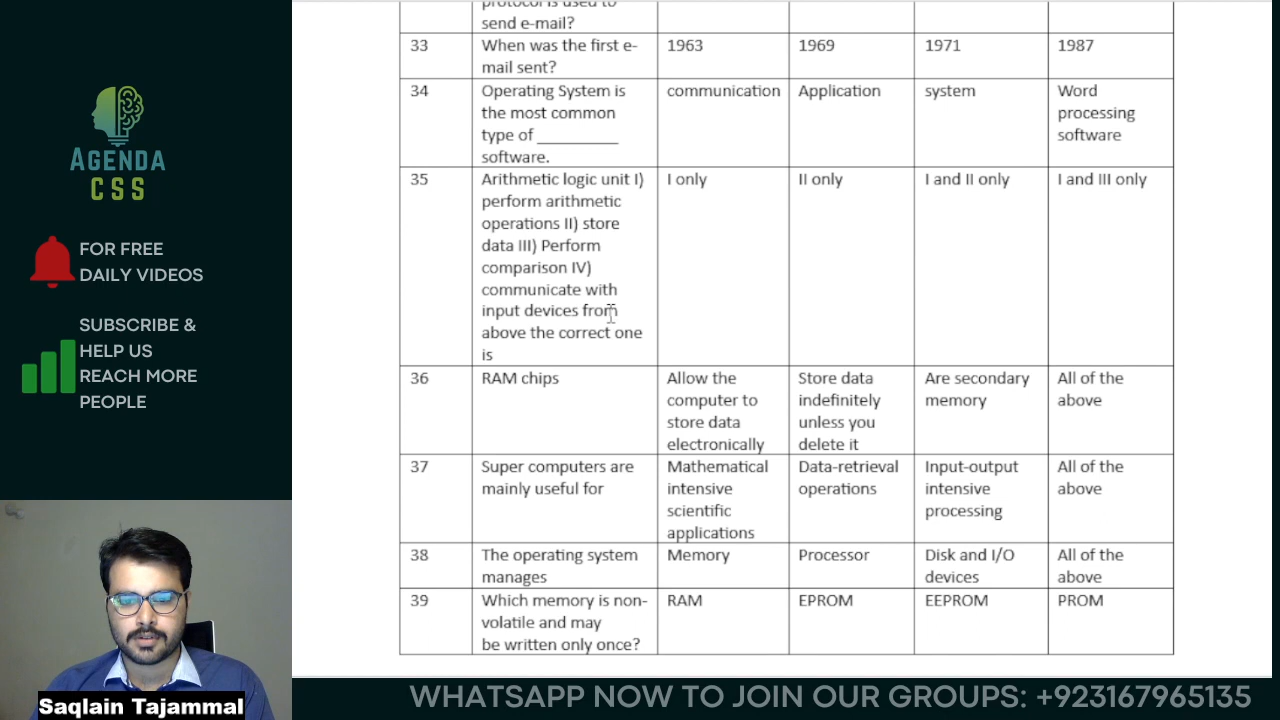 AGENDA
CSS
FOR FREE
DAILY VIDEOS
SUBSCRIBE &
HELP US
REACH MORE
PEOPLE
Saqlain Tajammal
protocol is used to
send e-mail?
33 When was the first e- 1963 1969 1971 1987
mail sent?
34 Operating System is communication Application system Word
the most common processing
type of _________ software
software.
35 Arithmetic logic unit I) I only II only I and II only I and III only
perform arithmetic
operations II) store
data III) Perform
comparison IV)
communicate with
input devices from
above the correct one
is
36 RAM chips Allow the Store data Are secondary All of the
computer to indefinitely memory above
store data unless you
electronically delete it
37 Super computers are Mathematical Data-retrieval Input-output All of the
mainly useful for intensive operations intensive above
scientific processing
applications
38 The operating system Memory Processor Disk and I/O All of the
manages devices above
39 Which memory is non- RAM EPROM EEPROM PROM
volatile and may
be written only once?
WHATSAPP NOW TO JOIN OUR GROUPS: +923167965135